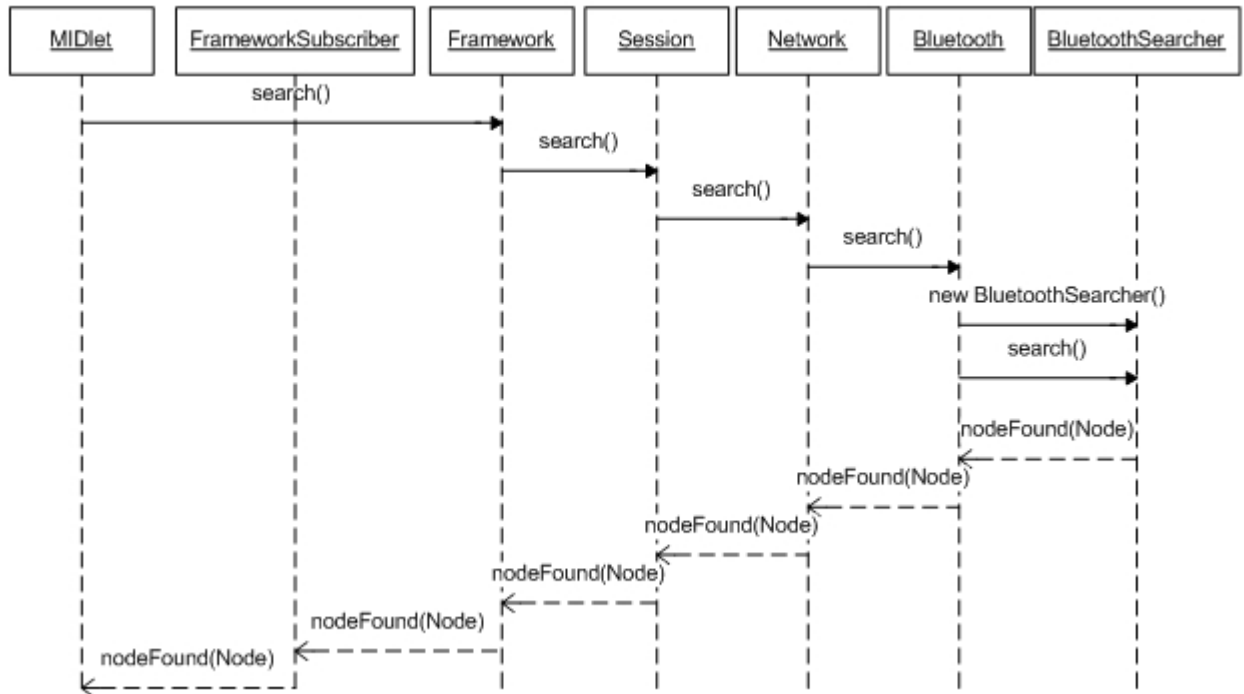 MIDlet
FrameworkSubscriber
Framework
Session
Network
Bluetooth
BluetoothSearcher
search()
search()
search()
search()
new BluetoothSearcher()
search()
nodeFound(Node)
nodeFound(Node)
nodeFound(Node)
nodeFound(Node)
nodeFound(Node)
nodeFound(Node)